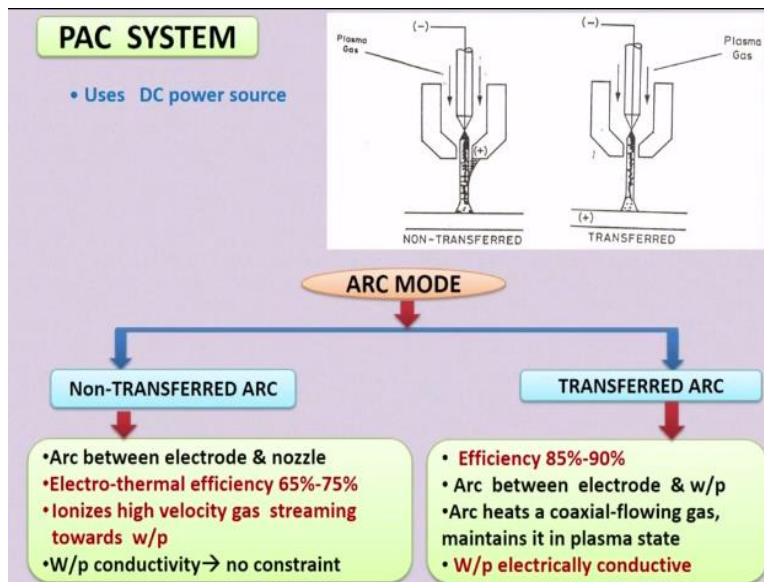 PAC SYSTEM
• Uses DC power source
(–)
Plasma
Gas
(+)
NON-TRANSFERRED
(–)
Plasma
Gas
(+)
TRANSFERRED
ARC MODE
Non-TRANSFERRED ARC
TRANSFERRED ARC
•Arc between electrode & nozzle
•Electro-thermal efficiency 65%-75%
•Ionizes high velocity gas streaming
towards w/p
•W/p conductivity→ no constraint
• Efficiency 85%-90%
• Arc between electrode & w/p
•Arc heats a coaxial-flowing gas,
maintains it in plasma state
• W/p electrically conductive